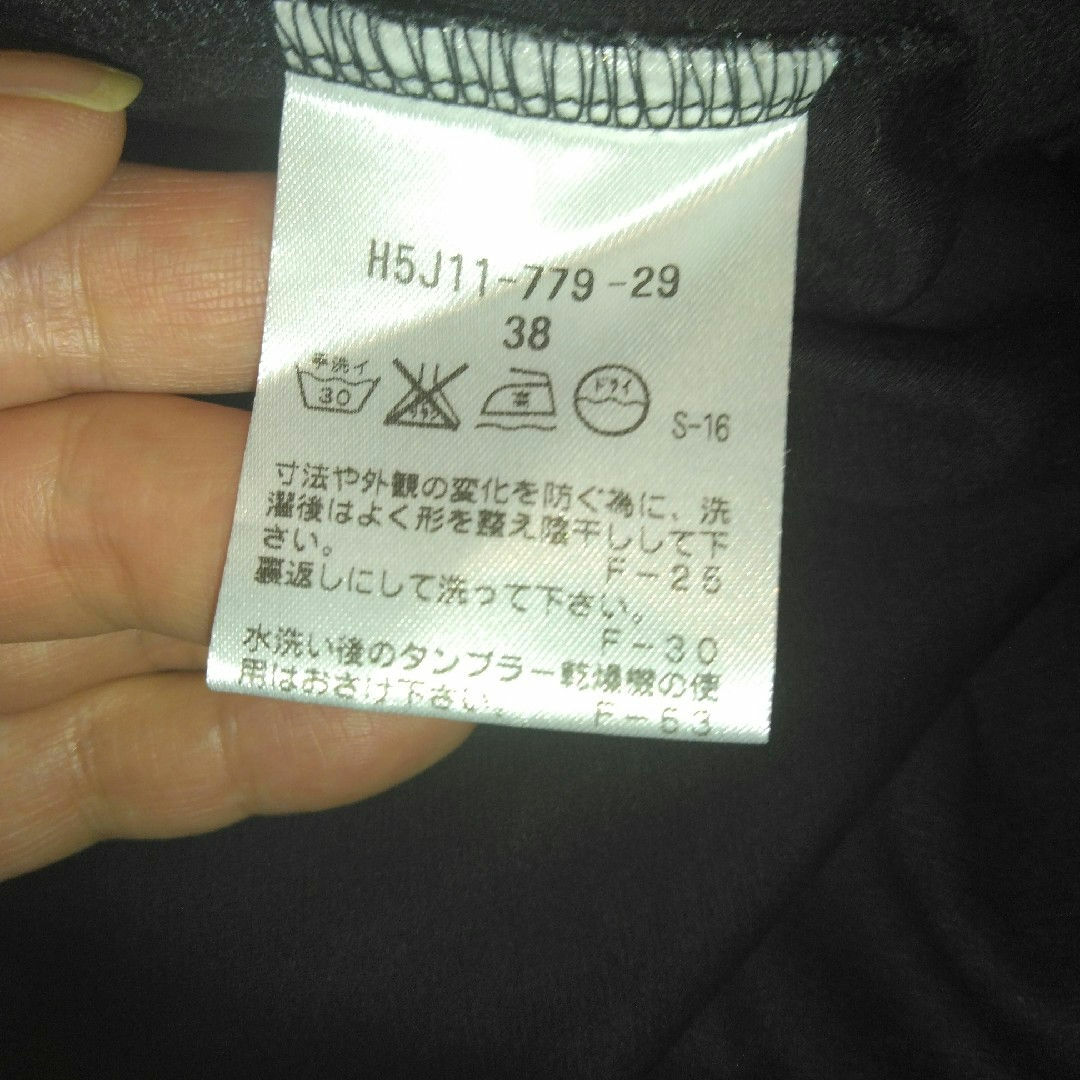 H5J11-779-29
38
手洗イ
30
ドライ
S-16
寸法や外観の変化を防ぐ為に、洗
濯後はよく形を整え陰干しして下
さい。 F-25
裏返しにして洗って下さい。
F-30
水洗い後のタンブラー乾燥機の使
用はおさけ下さい。 F-63